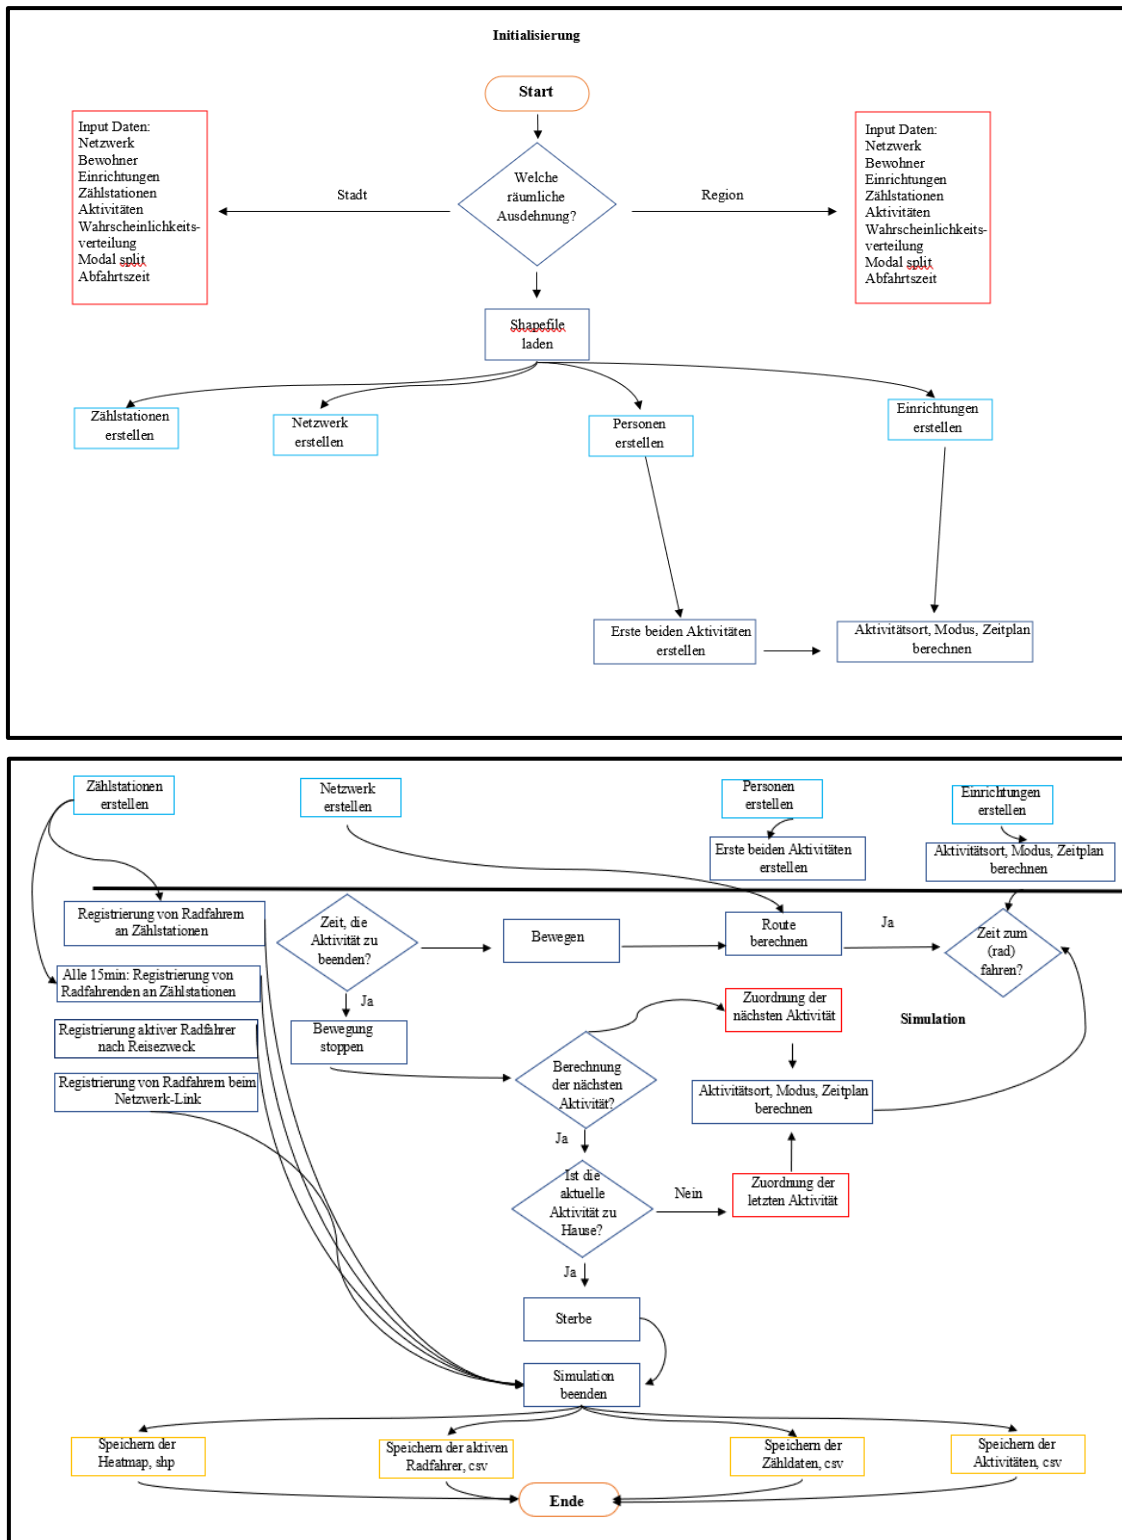 Initialisierung
Start
Input Daten:
Netzwerk
Bewohner
Einrichtungen
Zählstationen
Aktivitäten
Wahrscheinlichkeits-
verteilung
Modal split
Abfahrtszeit
Stadt
Welche
räumliche
Ausdehnung?
Region
Input Daten:
Netzwerk
Bewohner
Einrichtungen
Zählstationen
Aktivitäten
Wahrscheinlichkeits-
verteilung
Modal split
Abfahrtszeit
Shapefile
laden
Zählstationen
erstellen
Netzwerk
erstellen
Personen
erstellen
Einrichtungen
erstellen
Erste beiden Aktivitäten
erstellen
Aktivitätsort, Modus, Zeitplan
berechnen
Zählstationen
erstellen
Netzwerk
erstellen
Personen
erstellen
Einrichtungen
erstellen
Erste beiden Aktivitäten
erstellen
Aktivitätsort, Modus, Zeitplan
berechnen
Registrierung von Radfahrern
an Zählstationen
Zeit, die
Aktivität zu
beenden?
Bewegen
Route
berechnen
Ja
Zeit zum
(rad)
fahren?
Alle 15min: Registrierung von
Radfahrenden an Zählstationen
Ja
Registrierung aktiver Radfahrer
nach Reisezweck
Bewegung
stoppen
Zuordnung der
nächsten Aktivität
Simulation
Registrierung von Radfahrern beim
Netzwerk-Link
Berechnung
der nächsten
Aktivität?
Aktivitätsort, Modus, Zeitplan
berechnen
Ja
Ist die
aktuelle
Aktivität zu
Hause?
Nein
Zuordnung der
letzten Aktivität
Ja
Sterbe
Simulation
beenden
Speichern der
Heatmap, shp
Speichern der aktiven
Radfahrer, csv
Speichern der
Zähldaten, csv
Speichern der
Aktivitäten, csv
Ende